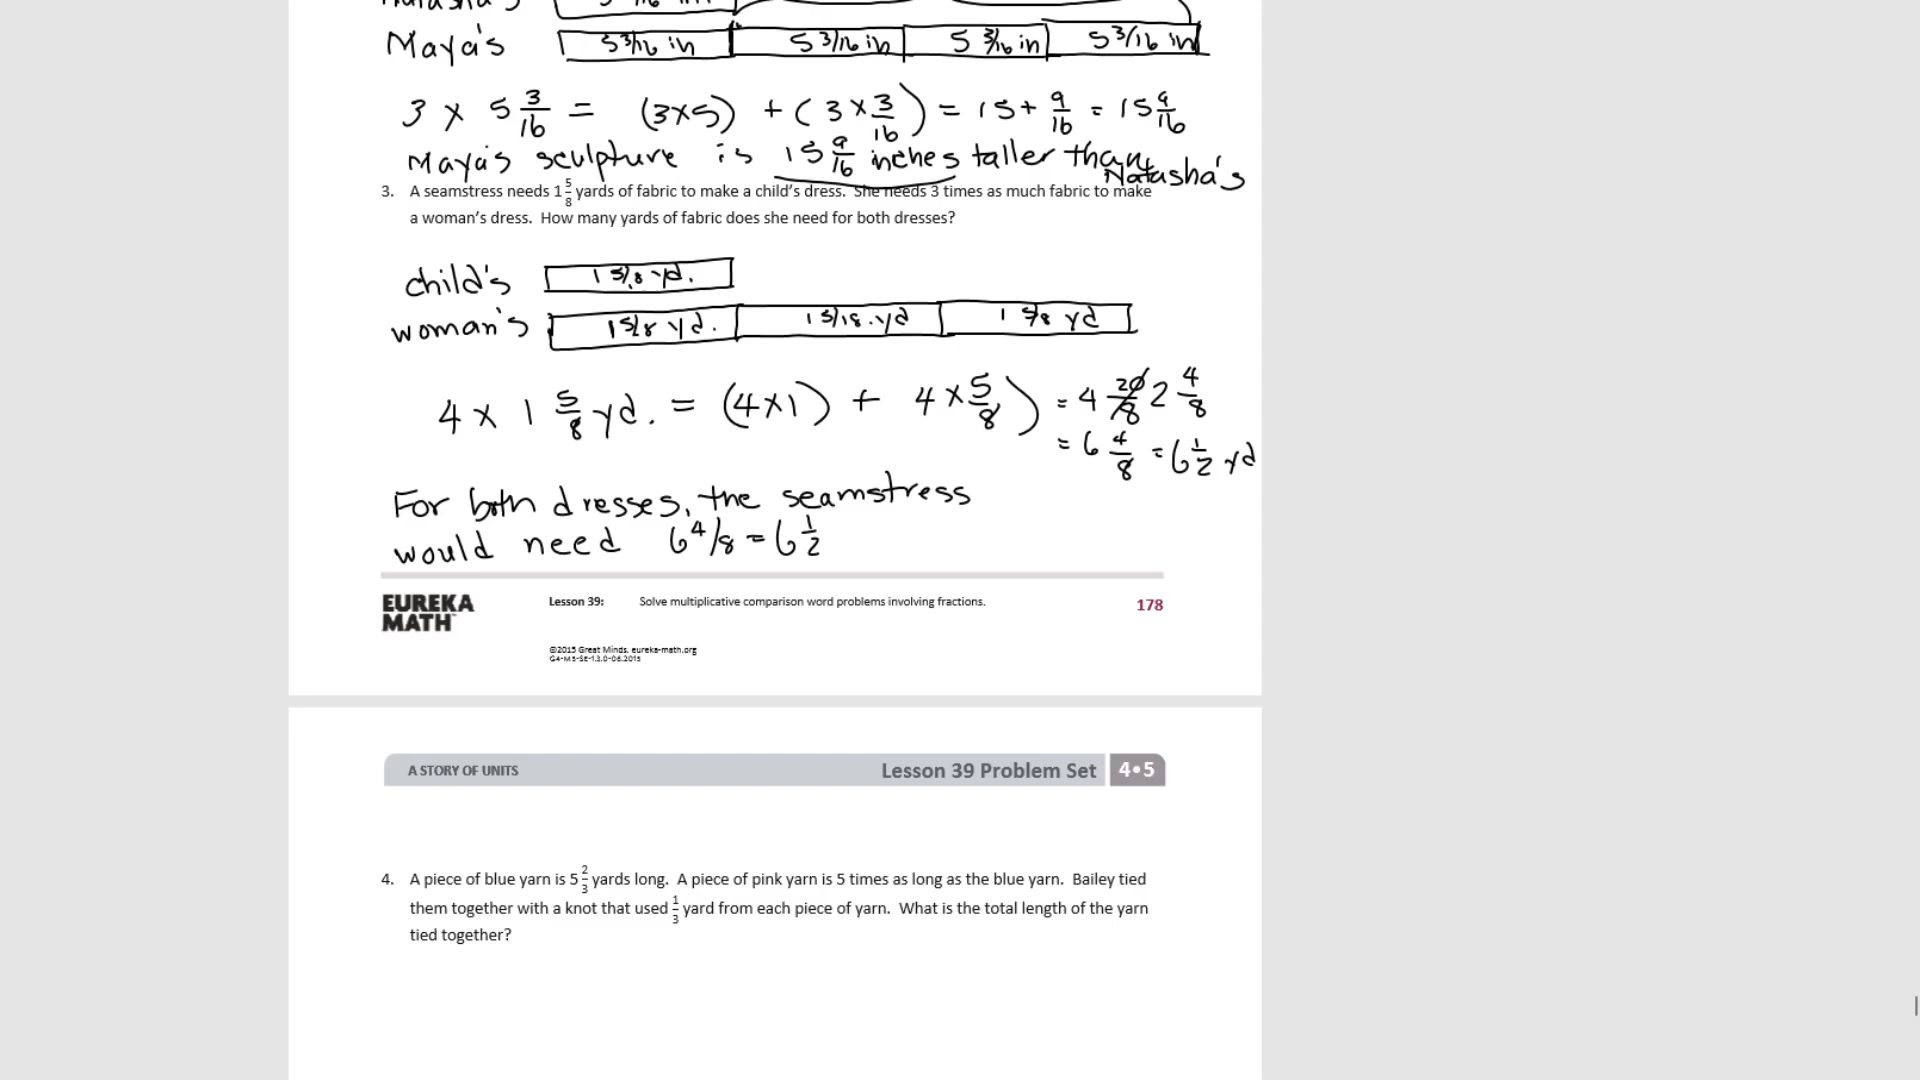 Maya's 5 3/16 in 5 3/16 in 5 3/16 in 5 3/16 in
3 x 5 3/16 = (3x5) + (3 x 3/16) = 15 + 9/16 = 15 9/16
Maya's sculpture is 15 9/16 inches taller than
Natasha's
3. A seamstress needs 1 5/8 yards of fabric to make a child's dress. She needs 3 times as much fabric to make
a woman's dress. How many yards of fabric does she need for both dresses?
child's 1 5/8 yd.
woman's 1 5/8 yd. 1 5/18. yd 1 5/8 yd
4 x 1 5/8 yd. = (4x1) + 4 x 5/8) = 4 20/8 2 4/8
= 6 4/8 = 6 1/2 yd
For both dresses, the seamstress
would need 6 4/8 = 6 1/2
EUREKA
MATH™
Lesson 39: Solve multiplicative comparison word problems involving fractions.
178
©2015 Great Minds. eureka-math.org
G4-M5-SE-1.3.0-06.2015
A STORY OF UNITS Lesson 39 Problem Set 4•5
4. A piece of blue yarn is 5 2/3 yards long. A piece of pink yarn is 5 times as long as the blue yarn. Bailey tied
them together with a knot that used 1/3 yard from each piece of yarn. What is the total length of the yarn
tied together?